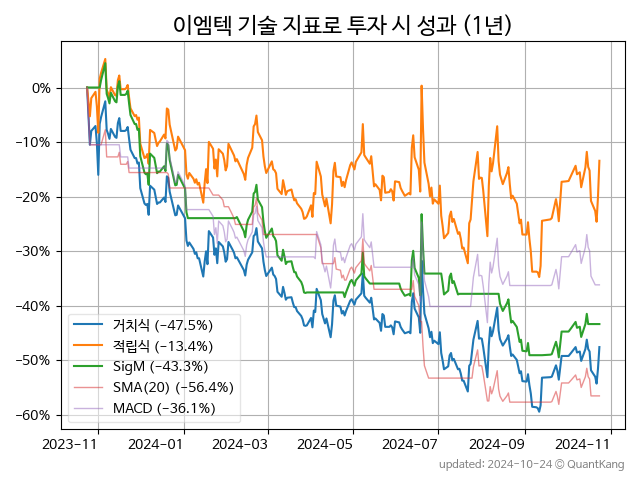 이엠텍 기술 지표로 투자 시 성과 (1년)
0%
−10%
−20%
−30%
−40%
−50%
−60%
거치식 (−47.5%)
적립식 (−13.4%)
SigM (−43.3%)
SMA(20) (−56.4%)
MACD (−36.1%)
2023-11 2024-01 2024-03 2024-05 2024-07 2024-09 2024-11
updated: 2024-10-24 © QuantKang